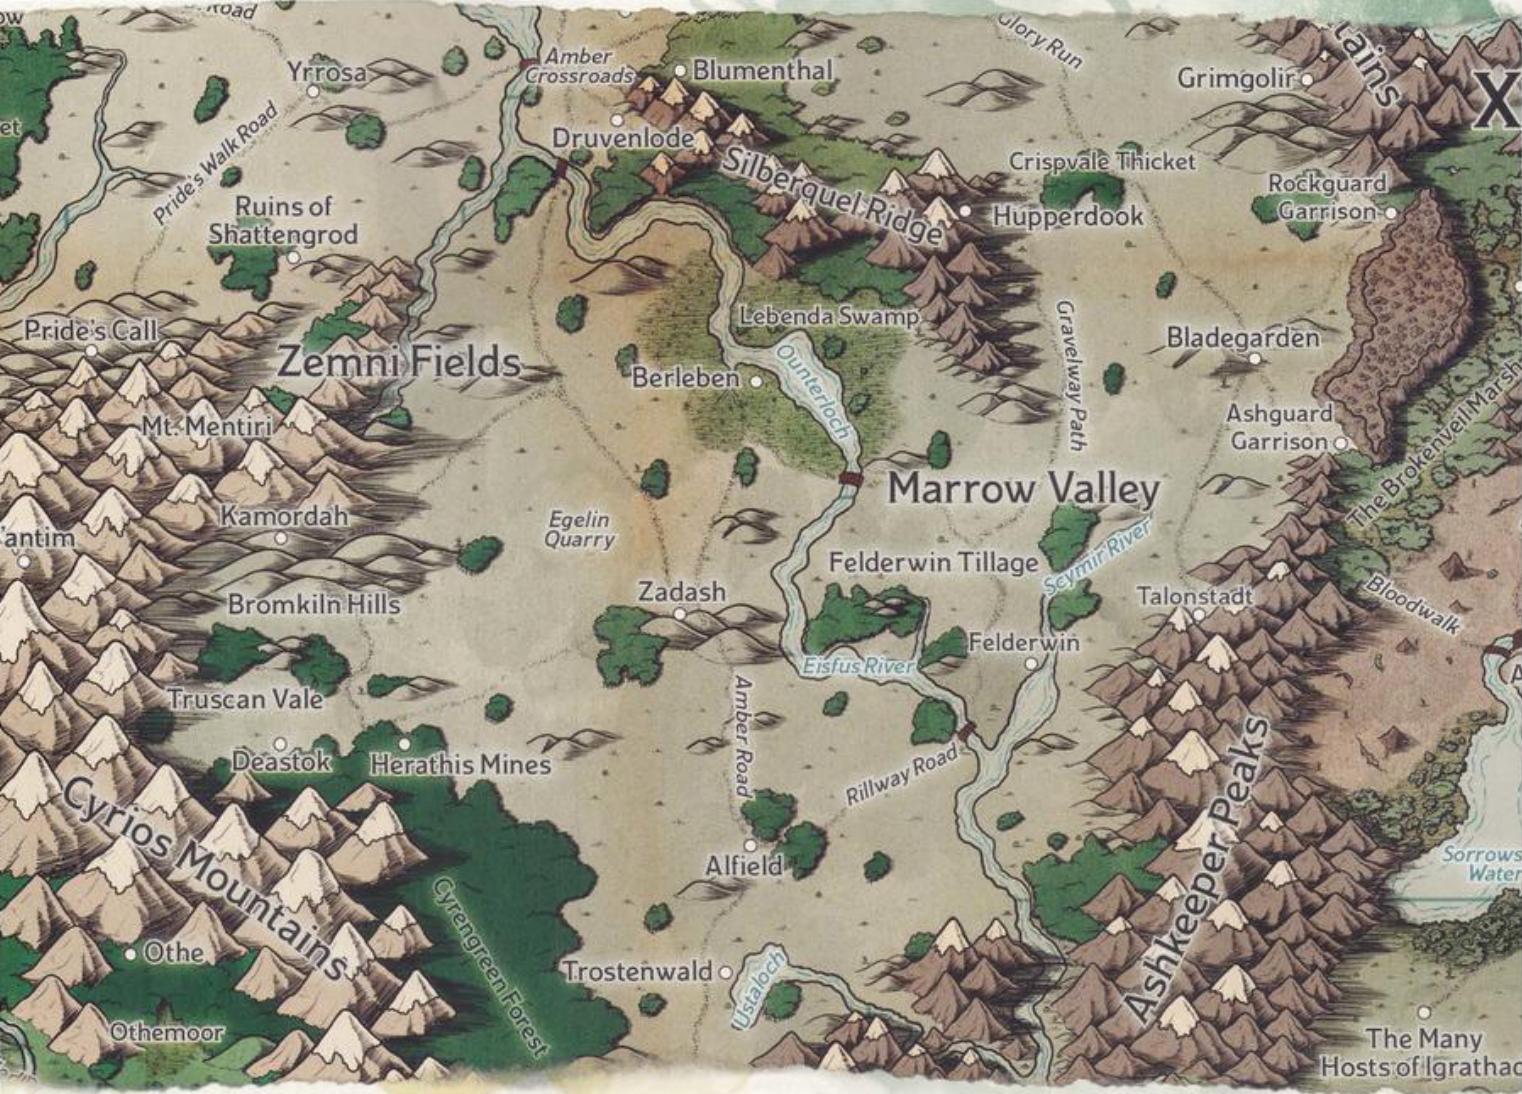 Road
Glory Run
tains
Amber
Crossroads
Yrrosa
Blumenthal
Grimgolir
X
et
Druvenlode
Pride's Walk Road
Silberquel Ridge
Crispvale Thicket
Rockguard
Garrison
Ruins of
Shattengrod
Hupperdook
Pride's Call
Lebenda Swamp
Gravelway Path
Bladegarden
Zemni Fields
Ounterloch
Berleben
Mt. Mentiri
Ashguard
Garrison
The Brokenveil Marsh
Marrow Valley
Kamordah
Egelin
Quarry
antim
Felderwin Tillage
Scymir River
Bromkiln Hills
Zadash
Talonstadt
Bloodwalk
Eisfus River
Felderwin
Truscan Vale
A
Amber Road
Deastok
Herathis Mines
Rillway Road
Cyrios Mountains
Ashkeeper Peaks
Alfield
Sorrows
Water
Cyrengreen Forest
Othe
Trostenwald
Ustaloch
Othemoor
The Many
Hosts of Igrathad